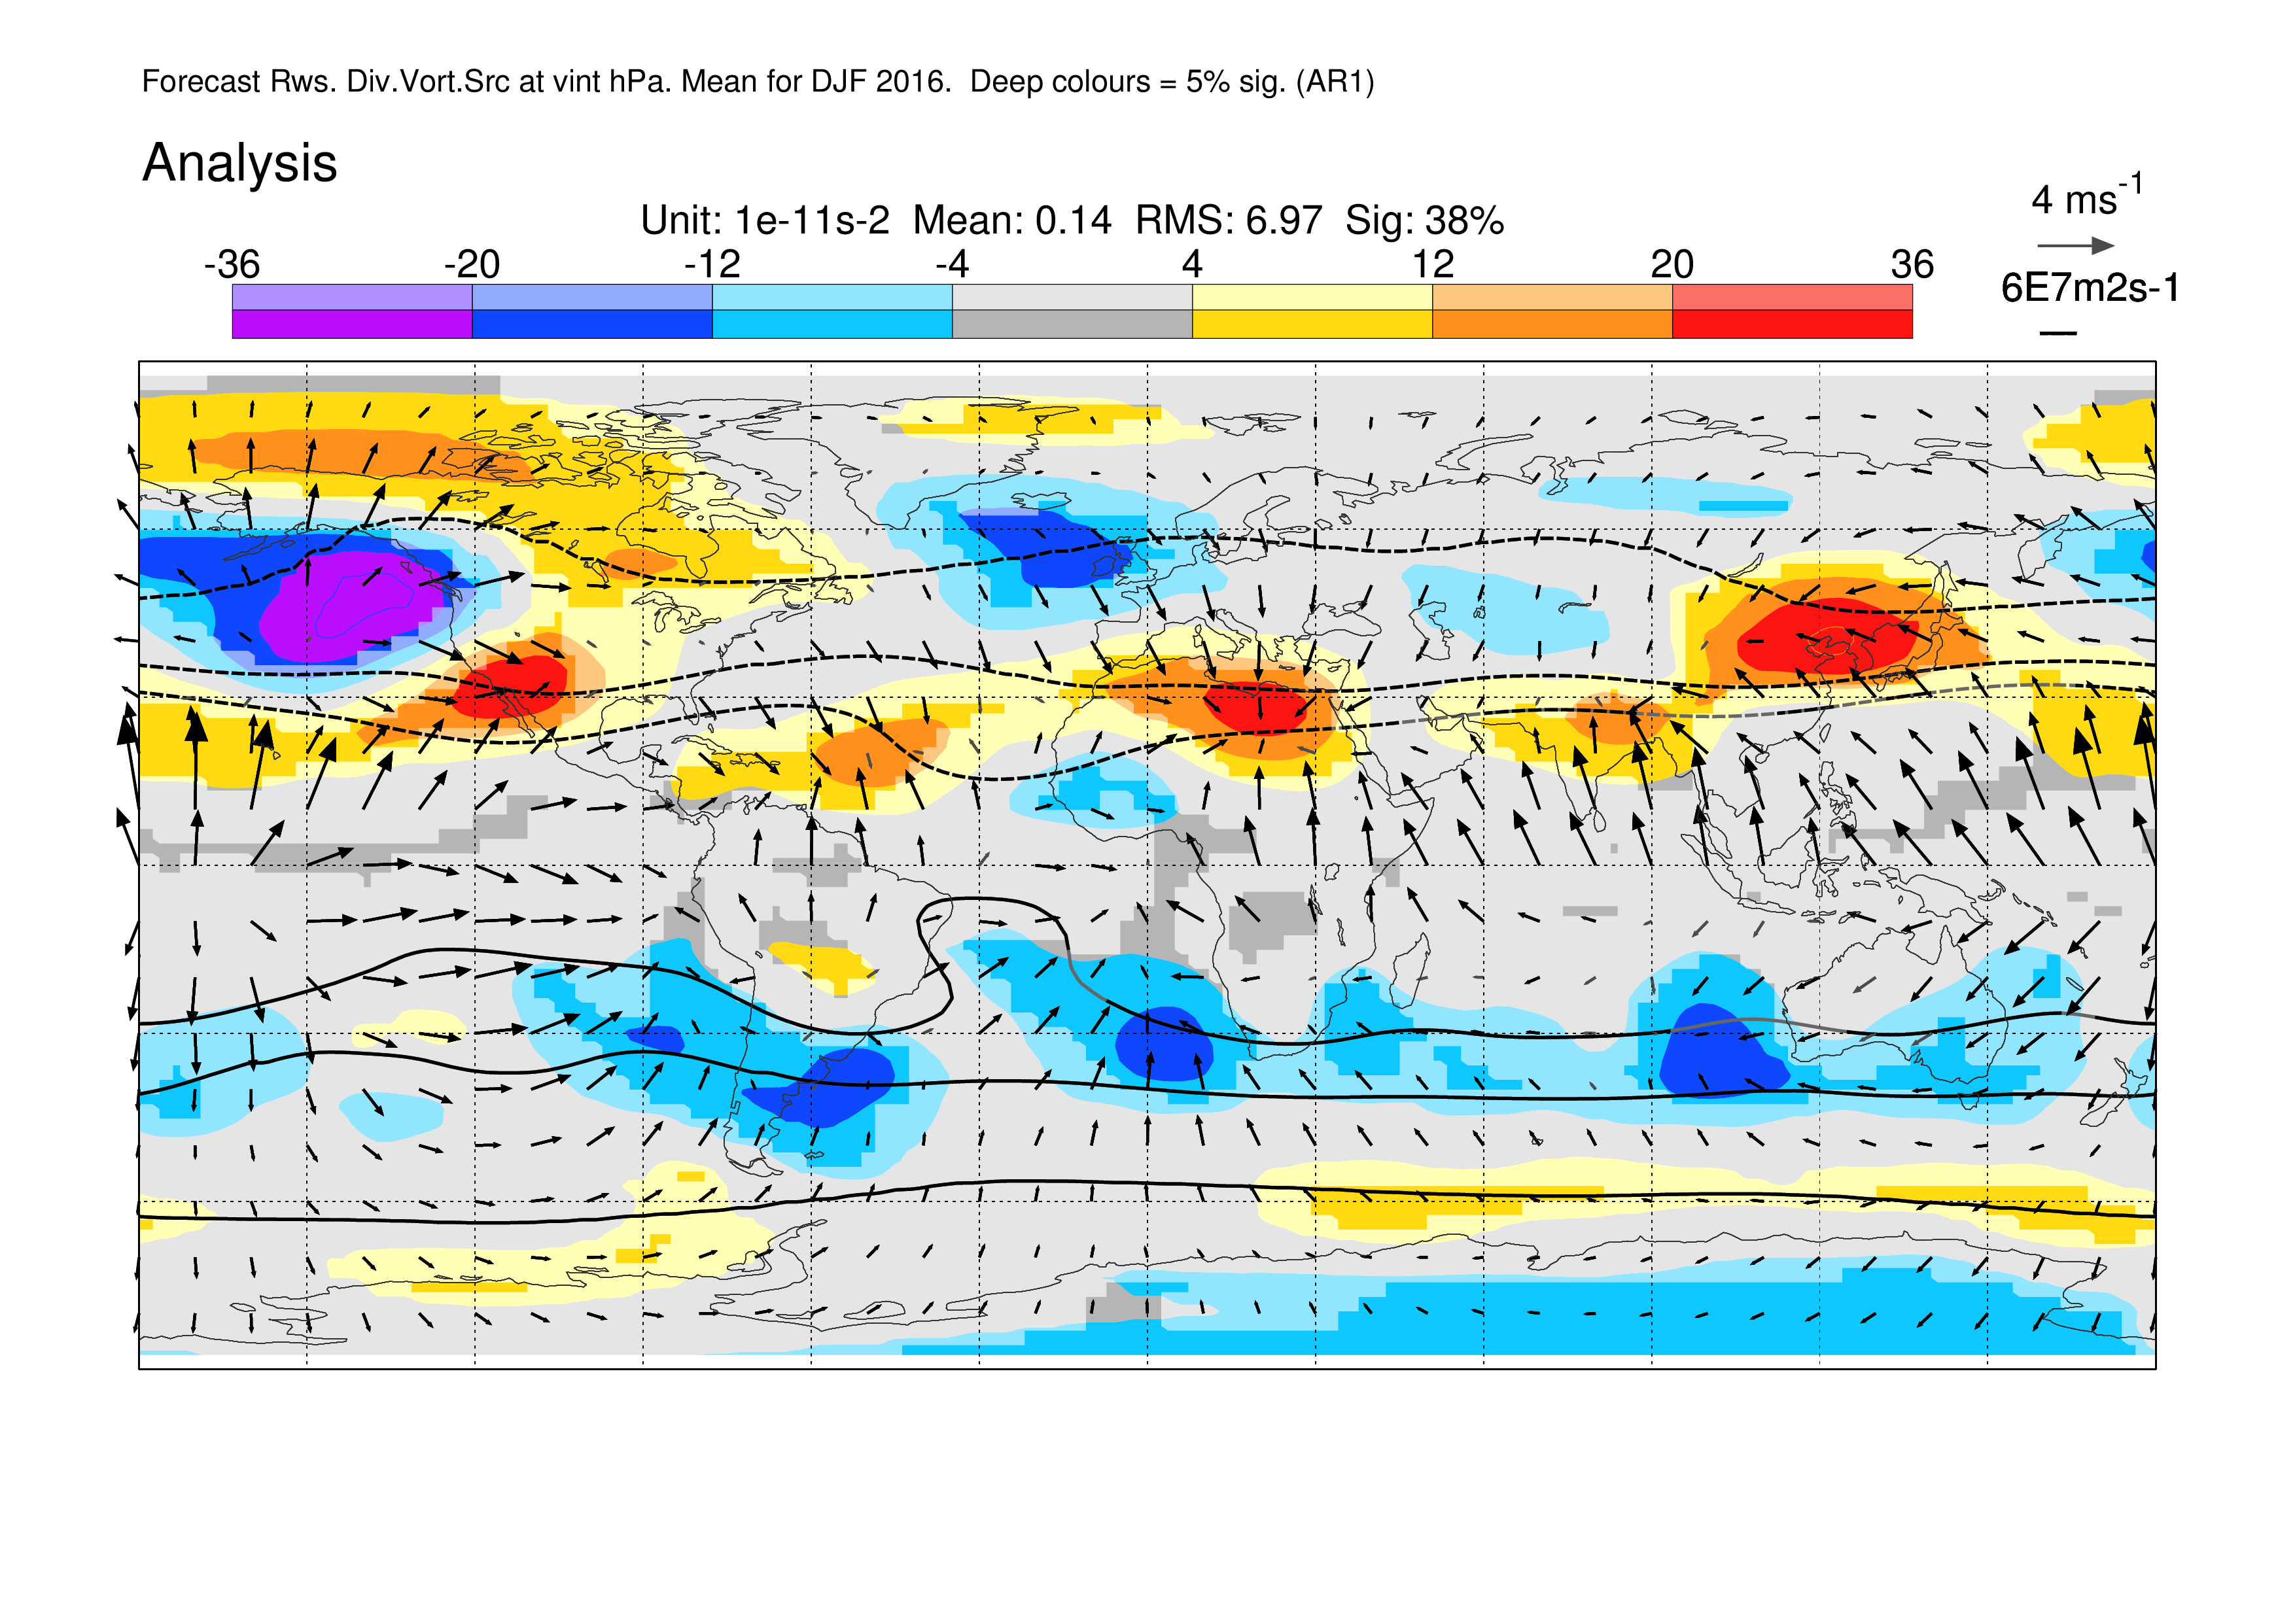 Forecast Rws. Div.Vort.Src at vint hPa. Mean for DJF 2016.  Deep colours = 5% sig. (AR1)
Analysis
4 ms-1
Unit: 1e-11s-2  Mean: 0.14  RMS: 6.97  Sig: 38%
-36 -20 -12 -4 4 12 20 36
6E7m2s-1